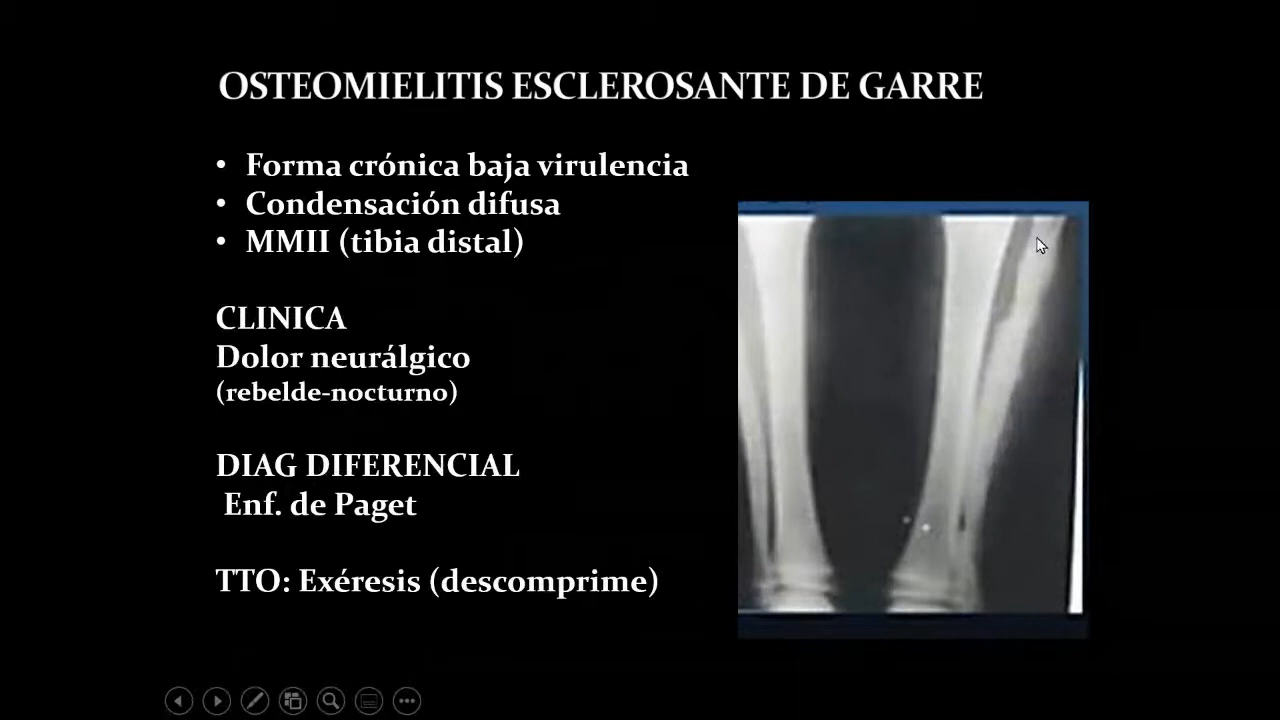 OSTEOMIELITIS ESCLEROSANTE DE GARRE
• Forma crónica baja virulencia
• Condensación difusa
• MMII (tibia distal)
CLINICA
Dolor neurálgico
(rebelde-nocturno)
DIAG DIFERENCIAL
Enf. de Paget
TTO: Exéresis (descomprime)